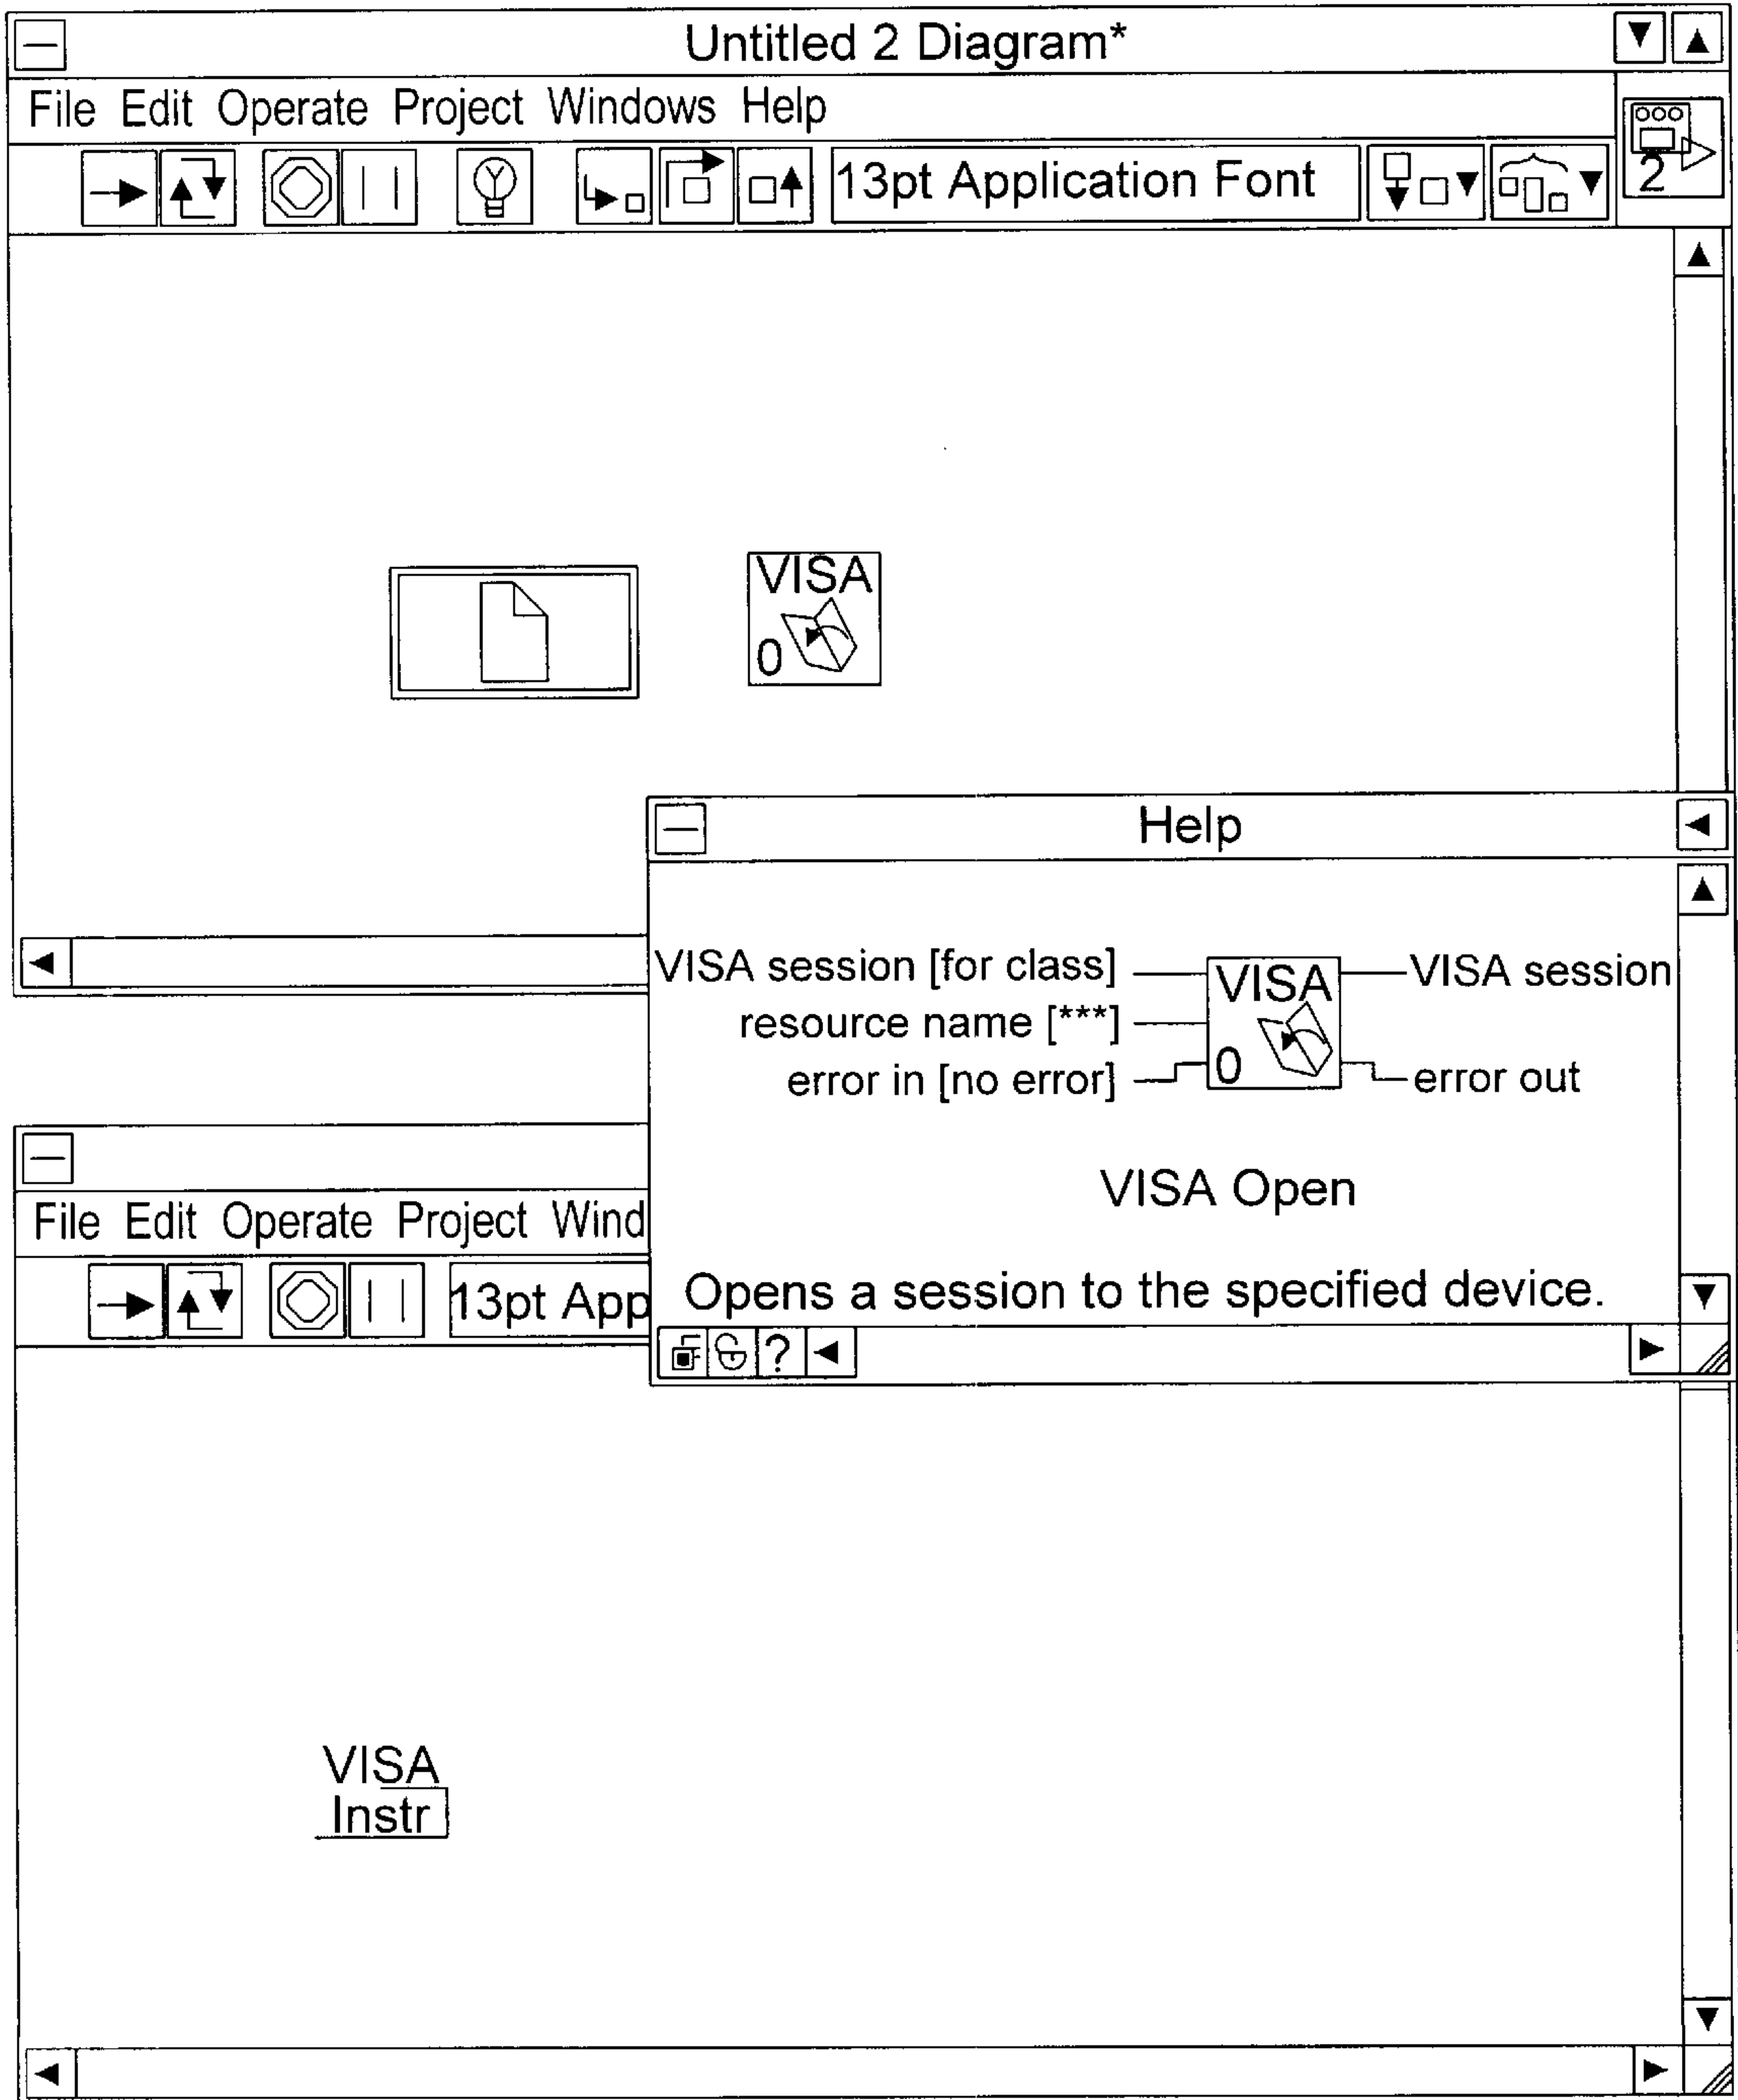 Untitled 2 Diagram*
File Edit Operate Project Windows Help
13pt Application Font
2
VISA
0
Help
VISA session [for class]
resource name [***]
error in [no error]
VISA
0
VISA session
error out
VISA Open
Opens a session to the specified device.
?
File Edit Operate Project Wind
13pt App
VISA
Instr